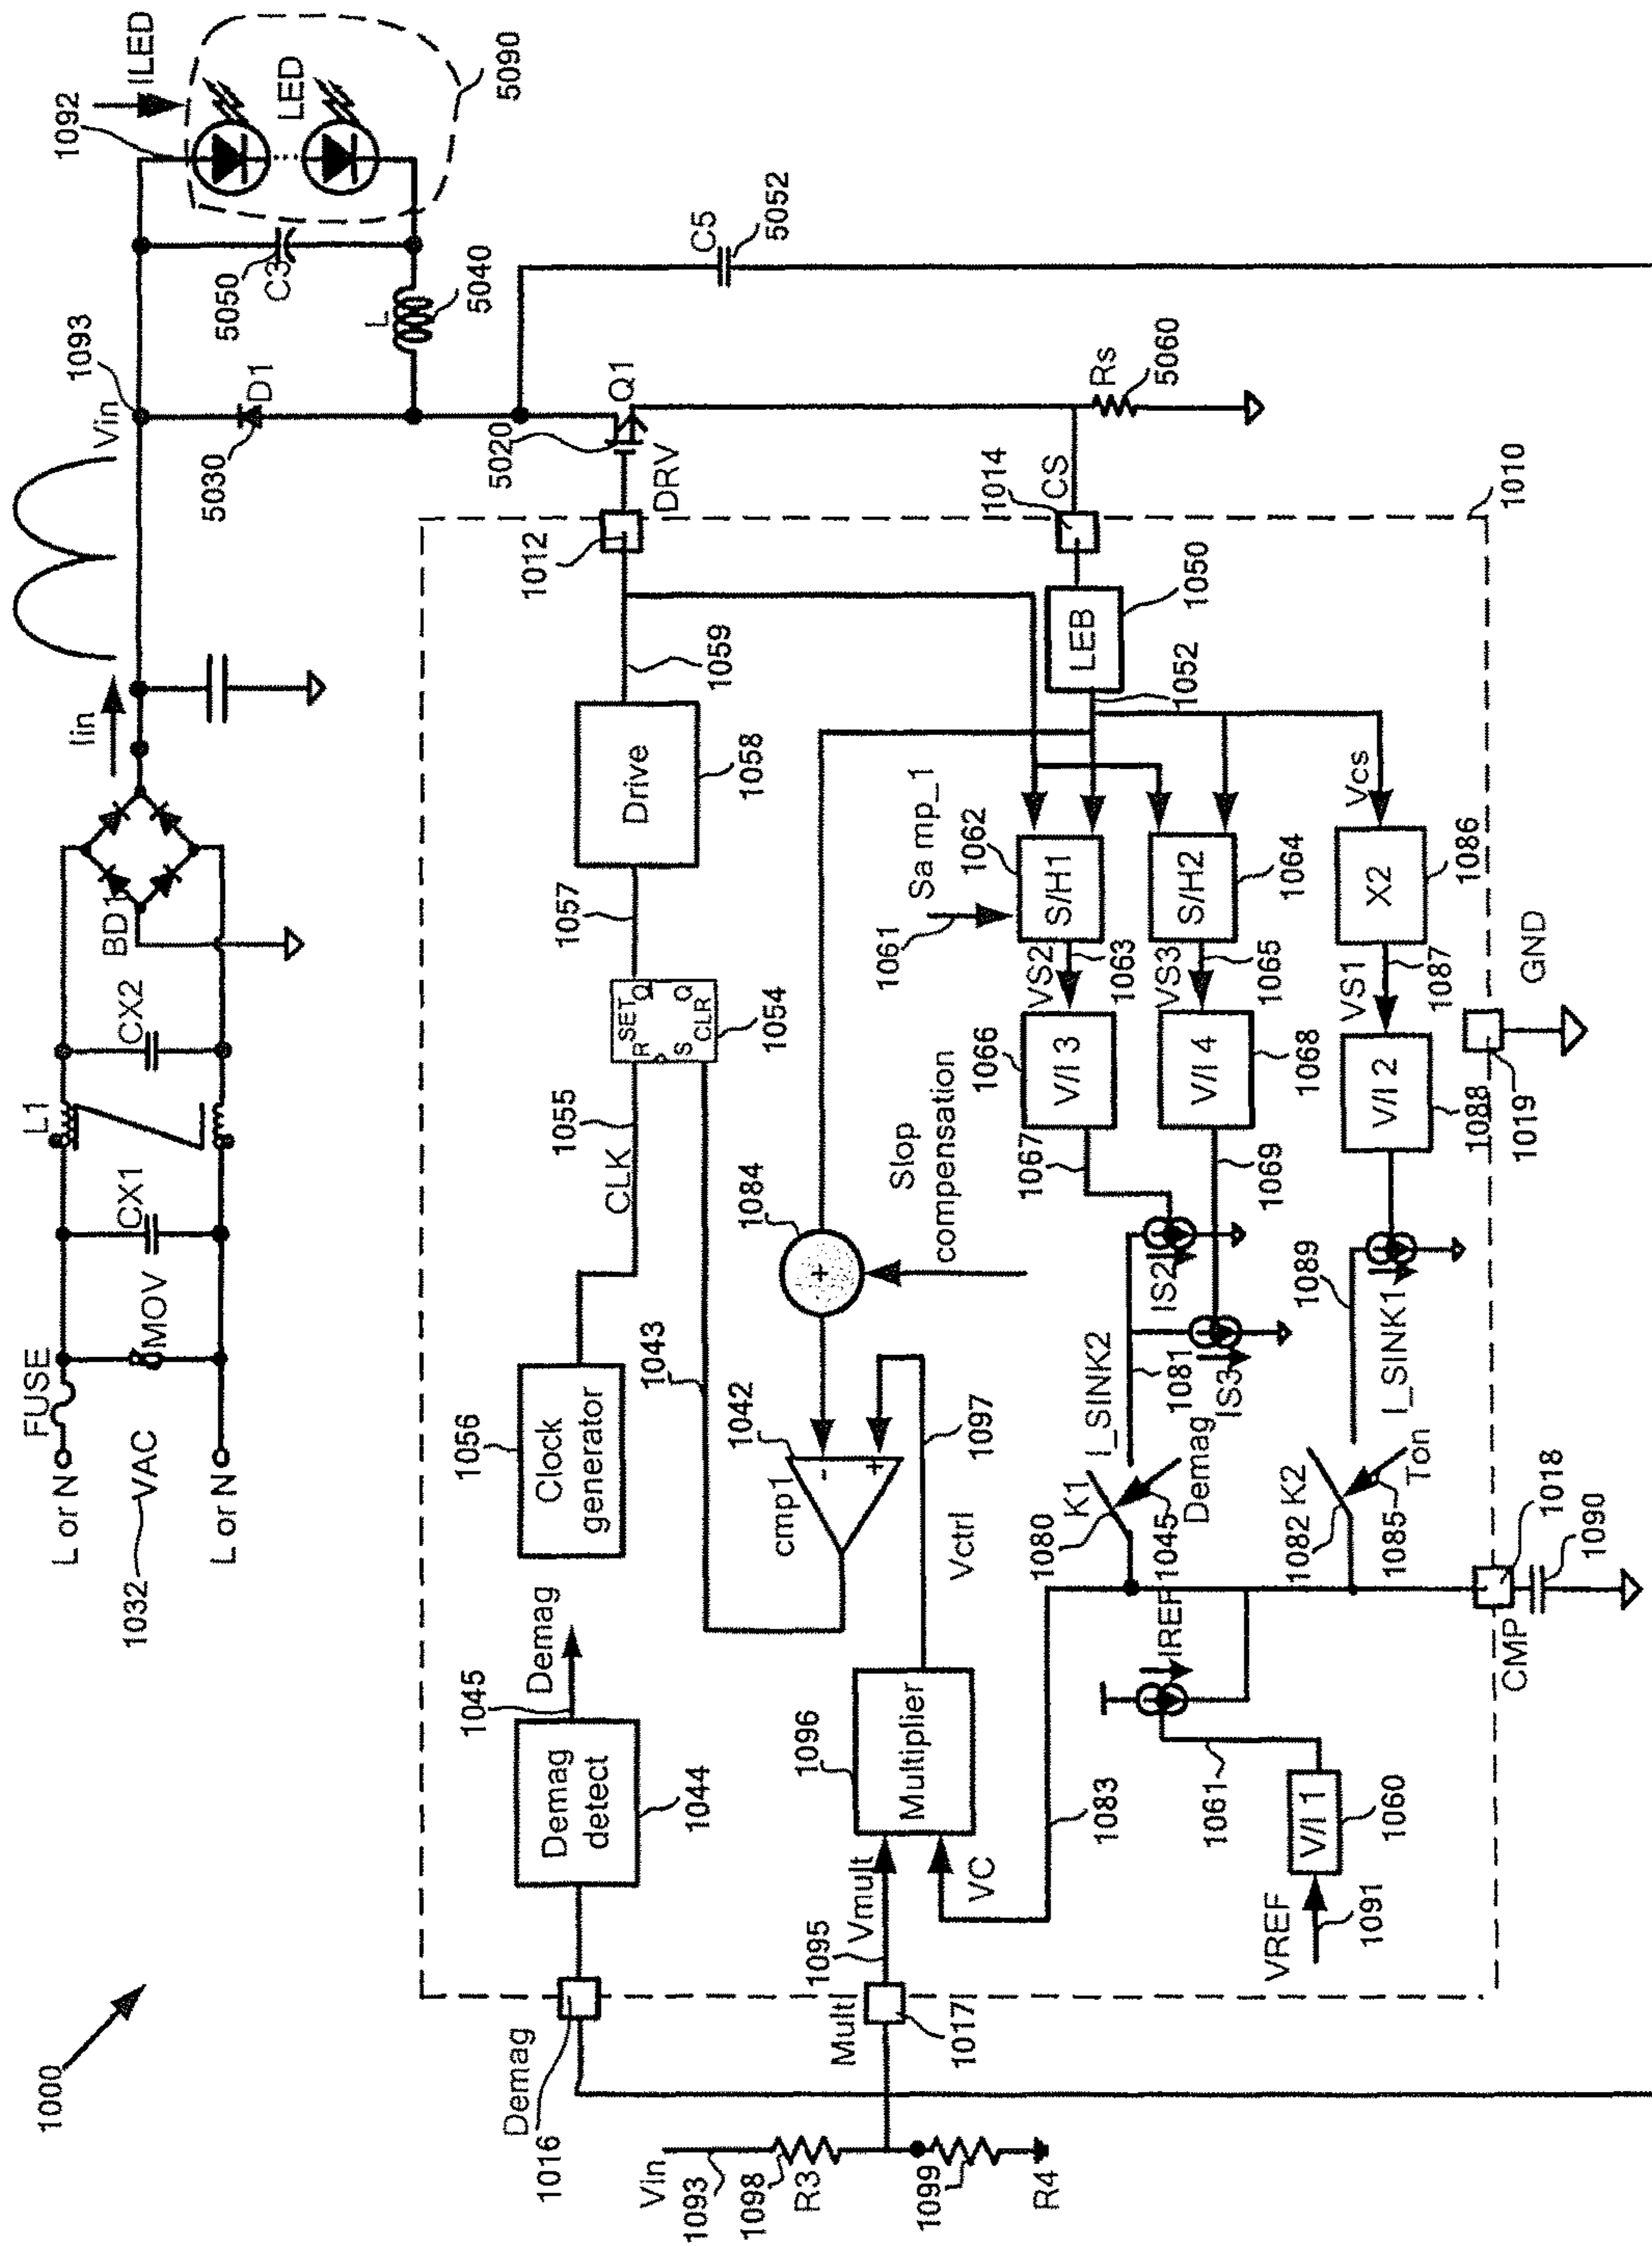 1000
L or N
FUSE
1032
VAC
L or N
MOV
CX1
L1
CX2
BD1
Iin
Vin
1093
5030
D1
5050
C3
L
5040
1092
ILED
LED
5090
C5
5052
5020
Q1
DRV
1012
Rs
5060
CS
1014
1010
Demag
1016
1045
Demag
Demag
detect
1044
1056
Clock
generator
CLK
1055
R
SET
Q
S
CLR
Q
1054
1057
Drive
1058
1059
1043
1042
cmp1
-
+
1084
+
Slop
compensation
LEB
1050
1052
Sa mp_1
1061
1062
S/H1
S/H2
1064
Vcs
X2
1086
VS2
1063
VS3
1065
VS1
1087
1066
V/I 3
V/I 4
1068
V/I 2
1088
1067
1069
IS2
IS3
I_SINK2
1081
1089
I_SINK1
K1
1080
1045
Demag
1082
K2
1085
Ton
1097
Vctrl
1096
Multiplier
Vmult
1095
Mult
1017
VC
1083
IREF
1061
V/I 1
1060
VREF
1091
Vin
1093
1098
R3
1099
R4
CMP
1018
1090
1019
GND